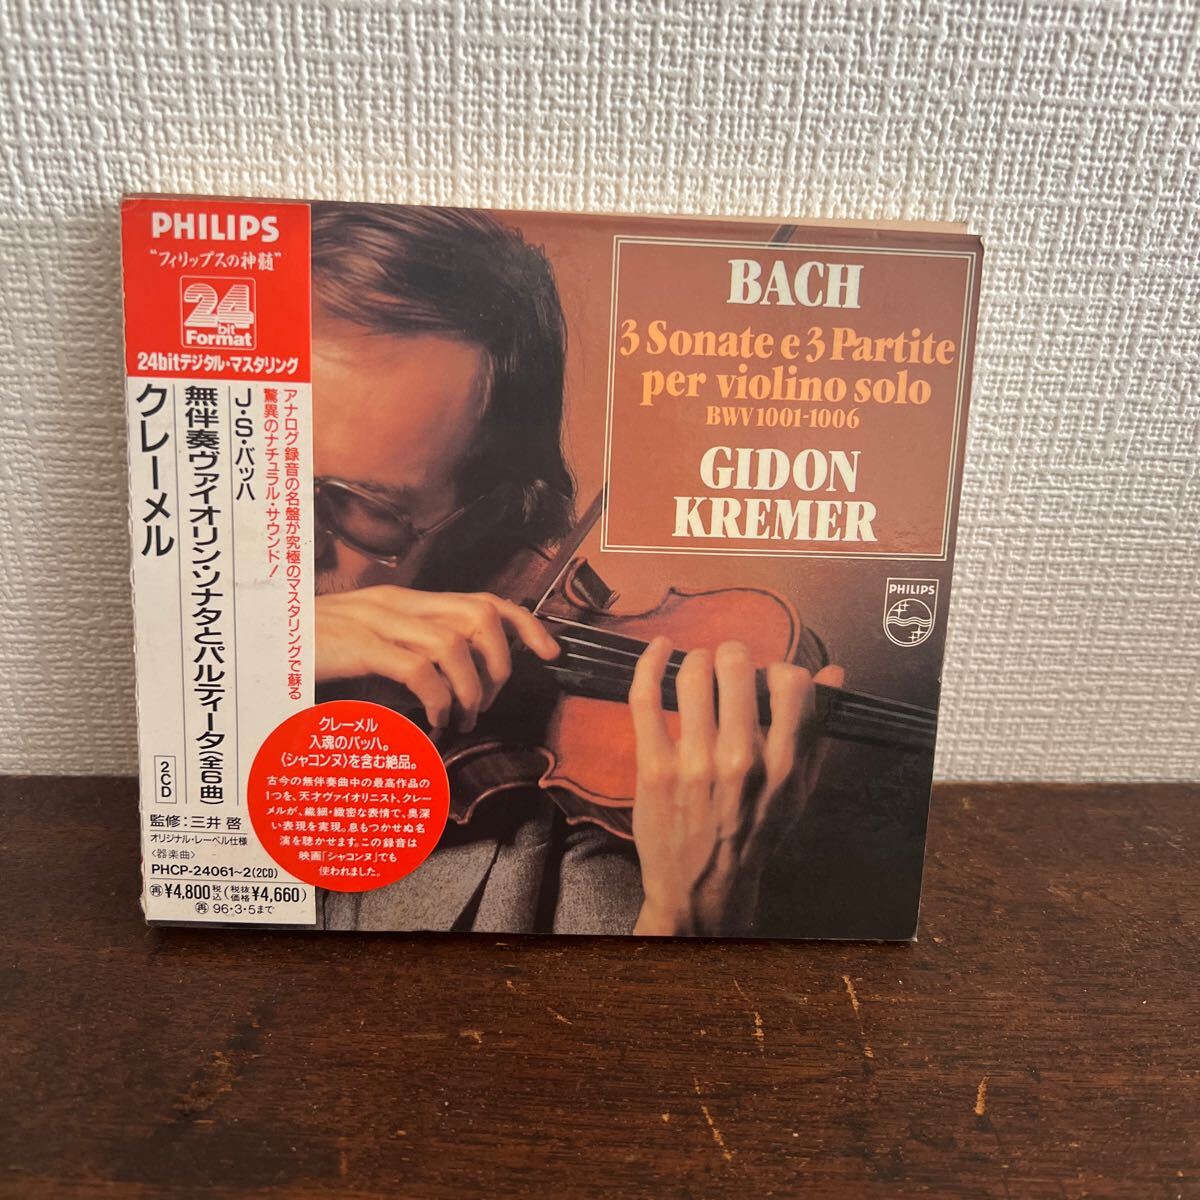 PHILIPS
“フィリップスの神髄”
24
bit
Format
24bitデジタル・マスタリング
アナログ録音の名盤が究極のマスタリングで蘇る
驚異のナチュラル・サウンド!
J・S・バッハ
無伴奏ヴァイオリン・ソナタとパルティータ〈全6曲〉
クレーメル
2CD
監修:三井 啓
オリジナル・レーベル仕様
〈器楽曲〉
PHCP-24061~2(2CD)
再¥4,800税込(税抜価格¥4,660)
再96・3・5まで
クレーメル
入魂のバッハ。
〈シャコンヌ〉を含む絶品。
古今の無伴奏曲中の最高作品の
1つを、天才ヴァイオリニスト、クレー
メルが、繊細・緻密な表情で、奥深
い表現を実現。息もつかせぬ名
演を聴かせます。この録音は
映画「シャコンヌ」でも
使われました。
BACH
3 Sonate e 3 Partite
per violino solo
BWV 1001-1006
GIDON
KREMER
PHILIPS